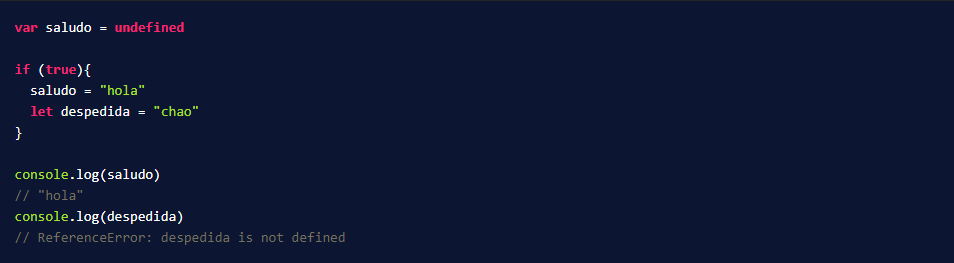 var saludo = undefined
if (true){
saludo = "hola"
let despedida = "chao"
}
console.log(saludo)
// "hola"
console.log(despedida)
// ReferenceError: despedida is not defined